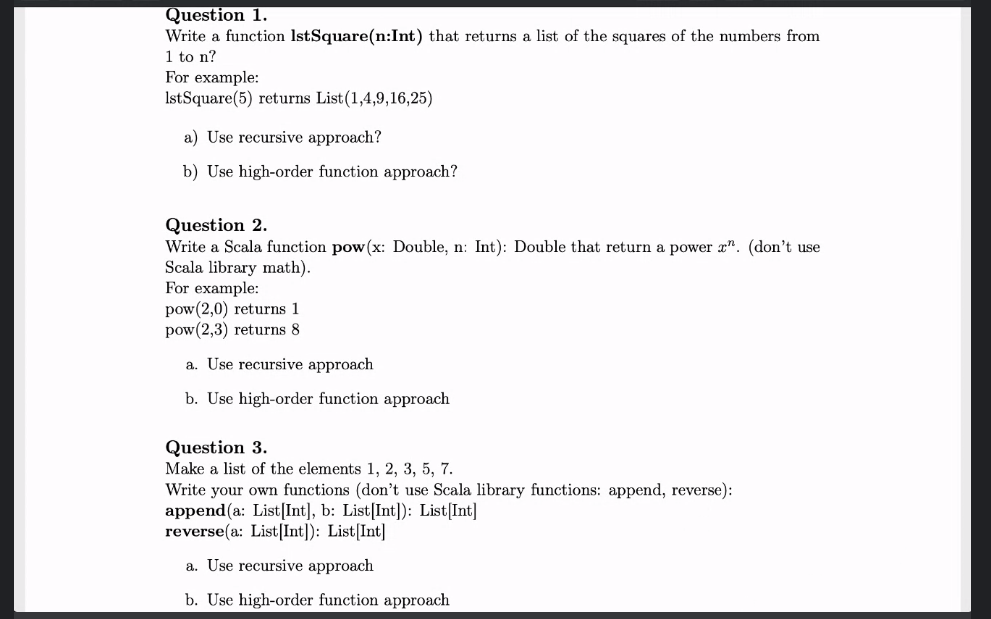 Question 1.
Write a function lstSquare(n:Int) that returns a list of the squares of the numbers from
1 to n?
For example:
lstSquare(5) returns List(1,4,9,16,25)
a) Use recursive approach?
b) Use high-order function approach?
Question 2.
Write a Scala function pow(x: Double, n: Int): Double that return a power xⁿ. (don't use
Scala library math).
For example:
pow(2,0) returns 1
pow(2,3) returns 8
a. Use recursive approach
b. Use high-order function approach
Question 3.
Make a list of the elements 1, 2, 3, 5, 7.
Write your own functions (don't use Scala library functions: append, reverse):
append(a: List[Int], b: List[Int]): List[Int]
reverse(a: List[Int]): List[Int]
a. Use recursive approach
b. Use high-order function approach